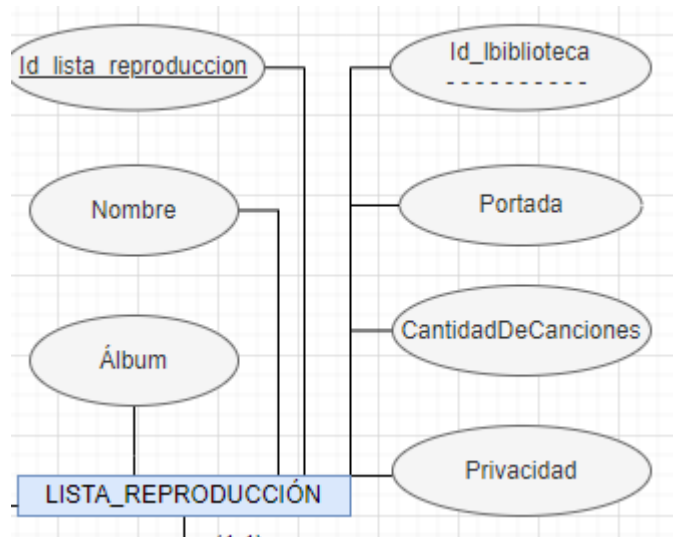 Id_lista_reproduccion
Id_lbiblioteca
- - - - - - - - - -
Nombre
Portada
Álbum
CantidadDeCanciones
Privacidad
LISTA_REPRODUCCIÓN